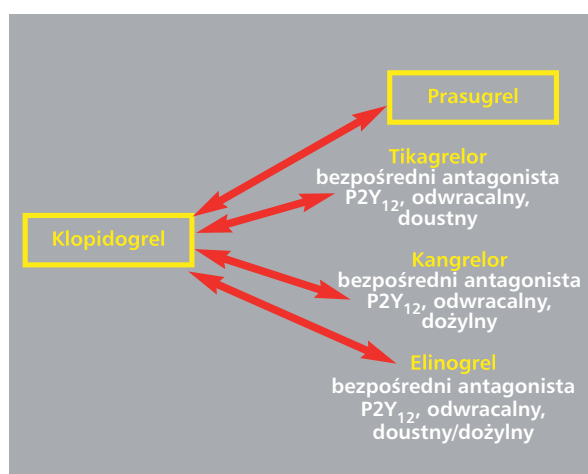 Prasugrel
Tikagrelor
bezpośredni antagonista
P2Y₁₂, odwracalny,
doustny
Klopidogrel
Kangrelor
bezpośredni antagonista
P2Y₁₂, odwracalny,
dożylny
Elinogrel
bezpośredni antagonista
P2Y₁₂, odwracalny,
doustny/dożylny